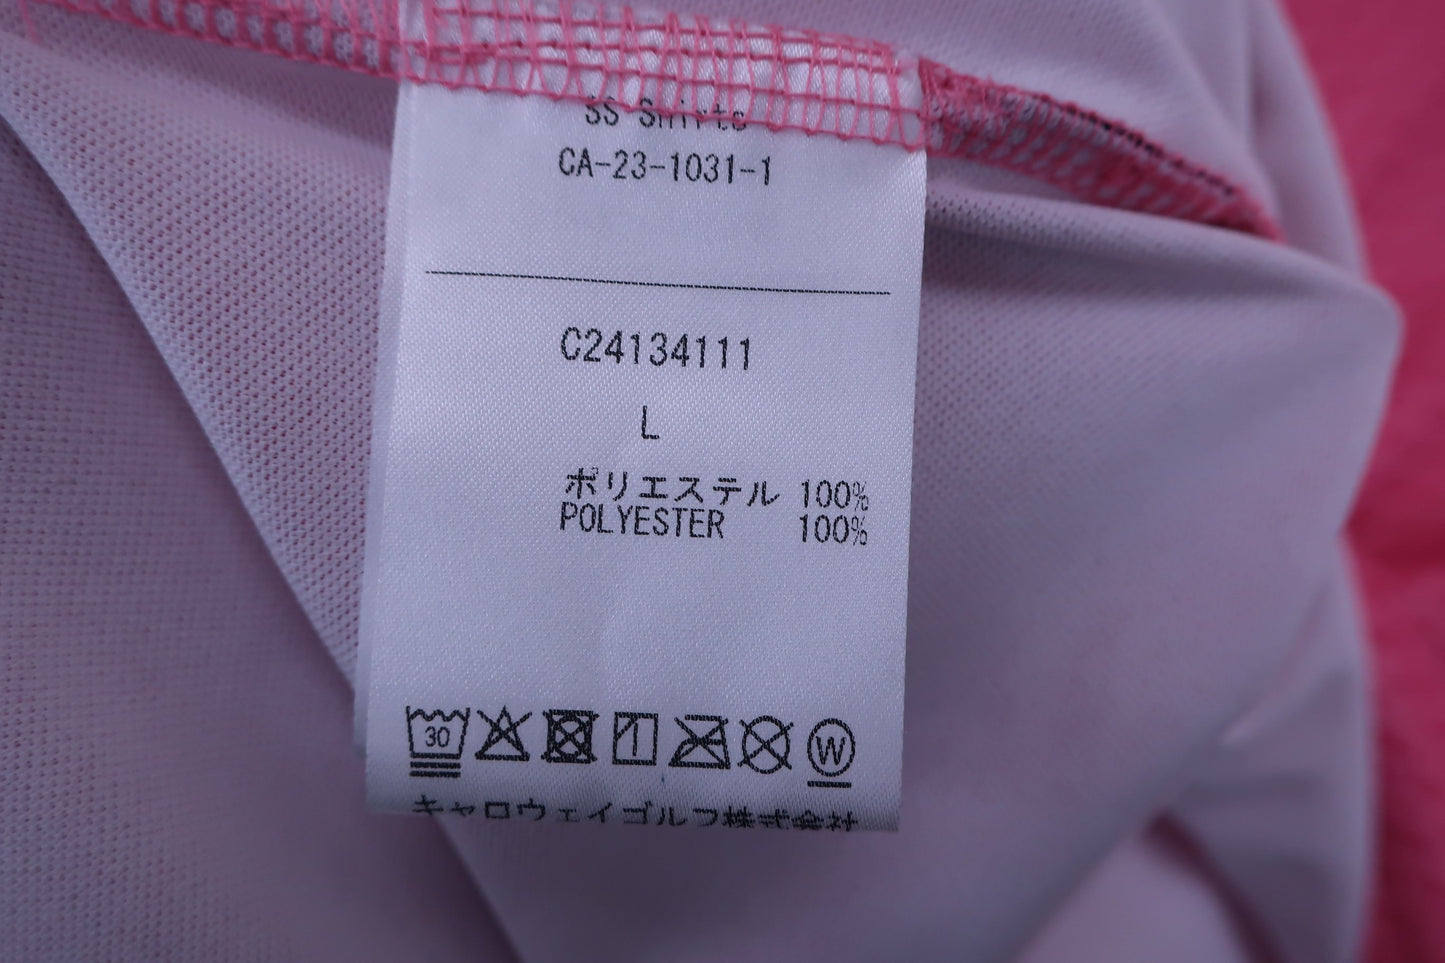 SS Shirts
CA-23-1031-1
C24134111
L
ポリエステル 100%
POLYESTER 100%
30
W
キャロウェイゴルフ株式会社